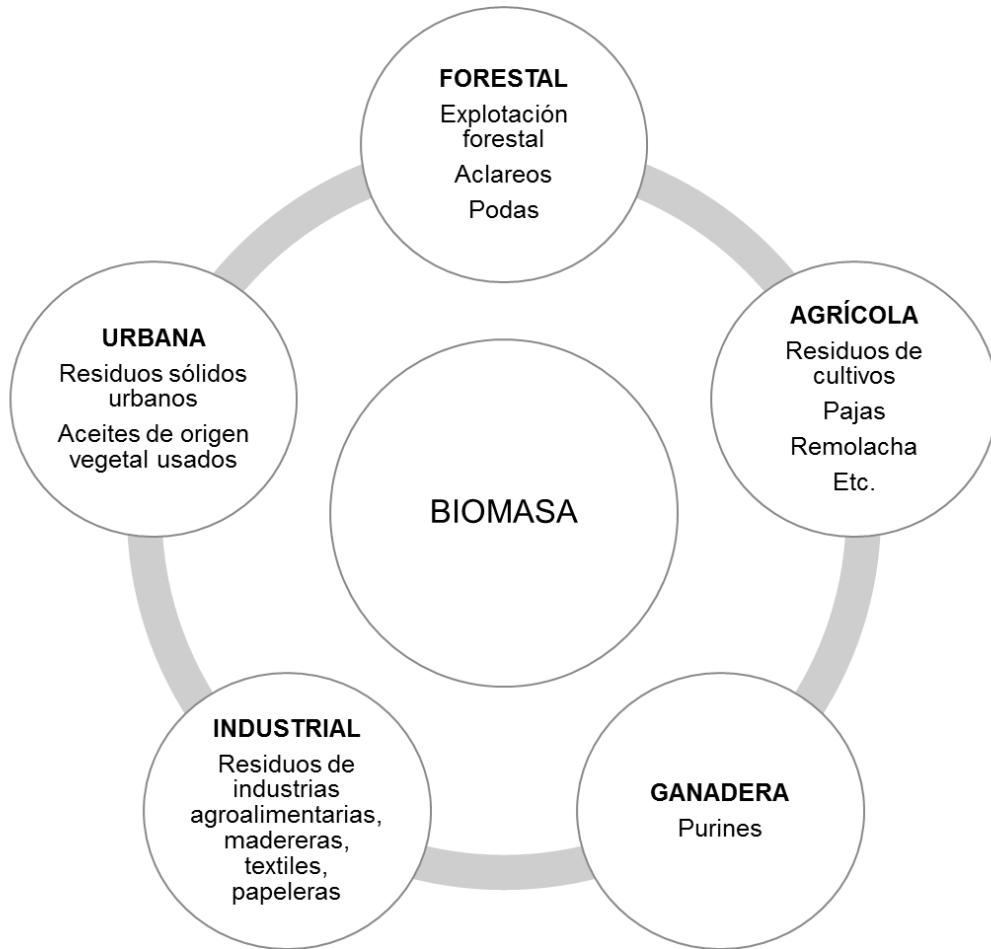 FORESTAL
Explotación
forestal
Aclareos
Podas
AGRÍCOLA
Residuos de
cultivos
Pajas
Remolacha
Etc.
GANADERA
Purines
INDUSTRIAL
Residuos de
industrias
agroalimentarias,
madereras,
textiles,
papeleras
URBANA
Residuos sólidos
urbanos
Aceites de origen
vegetal usados
BIOMASA